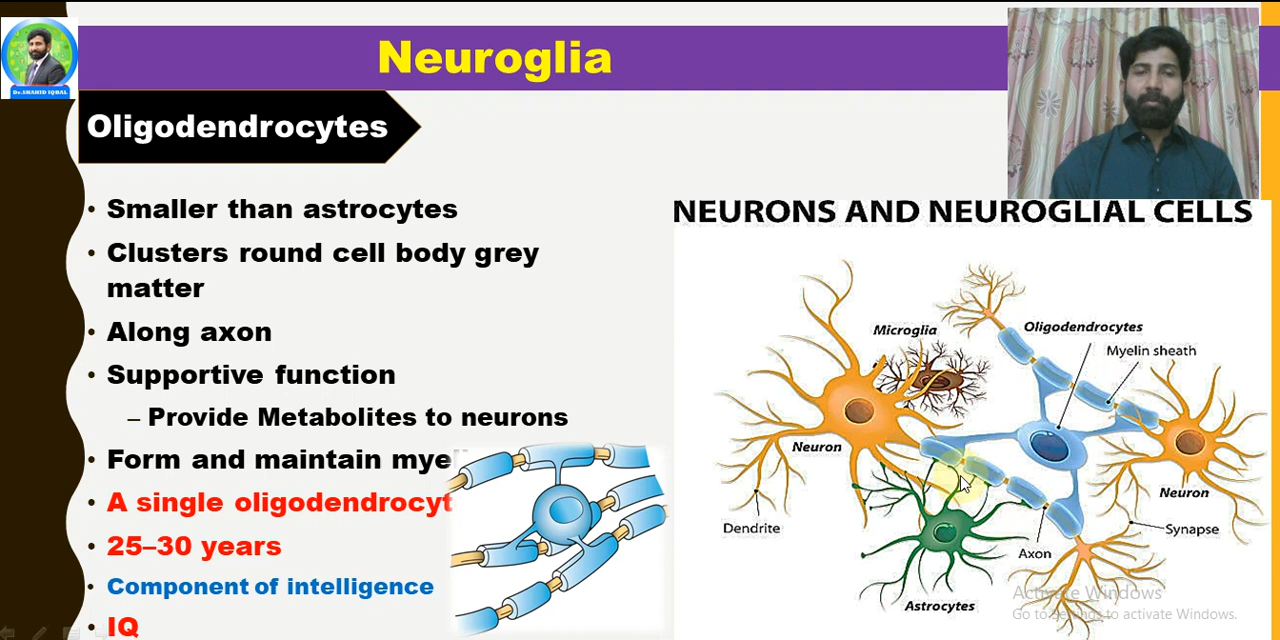 Neuroglia
Dr.SHAHID IQBAL
Oligodendrocytes
• Smaller than astrocytes
• Clusters round cell body grey
matter
• Along axon
• Supportive function
– Provide Metabolites to neurons
• Form and maintain
• A single
• 25–30 years
• Component of intelligence
• IQ
NEURONS AND NEUROGLIAL CELLS
Microglia
Oligodendrocytes
Myelin sheath
Neuron
Neuron
Dendrite
Synapse
Axon
Astrocytes
Activate Windows
Go to Settings to activate Windows.